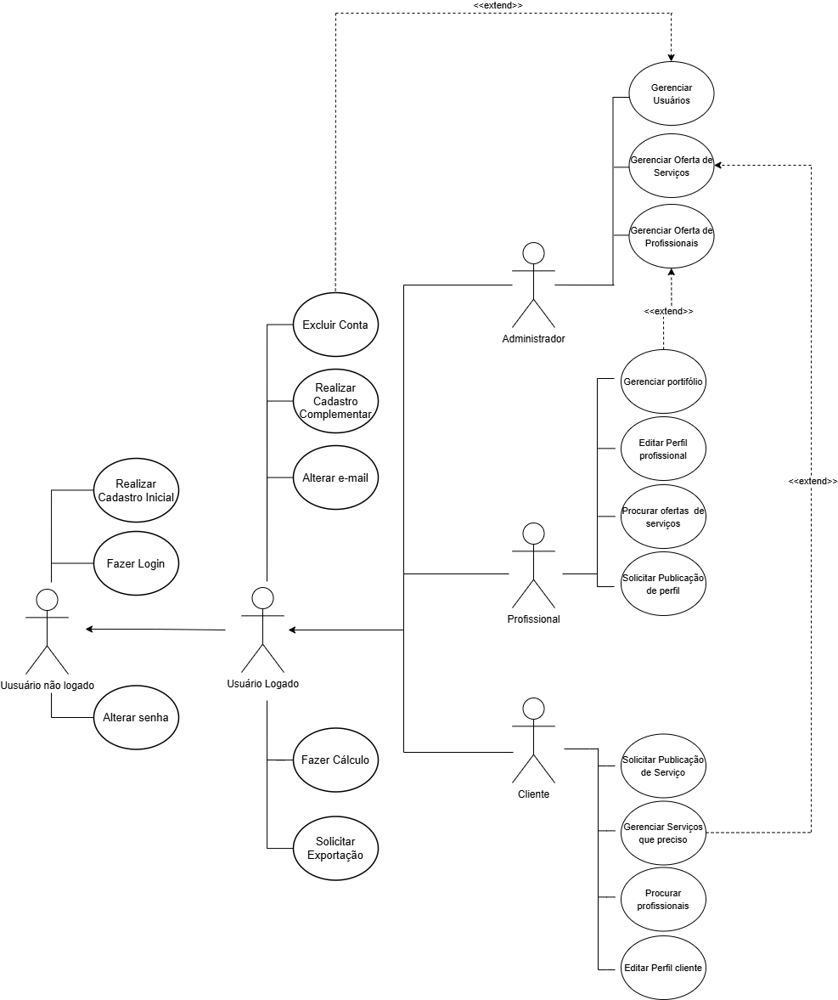 <<extend>>
Gerenciar
Usuários
Gerenciar Oferta de
Serviços
Gerenciar Oferta de
Profissionais
Administrador
<<extend>>
Excluir Conta
Realizar
Cadastro
Complementar
Alterar e-mail
Gerenciar portifólio
Editar Perfil
profissional
Procurar ofertas de
serviços
Solicitar Publicação
de perfil
<<extend>>
Profissional
Realizar
Cadastro Inicial
Fazer Login
Uusuário não logado
Alterar senha
Usuário Logado
Fazer Cálculo
Solicitar
Exportação
Cliente
Solicitar Publicação
de Serviço
Gerenciar Serviços
que preciso
Procurar
profissionais
Editar Perfil cliente